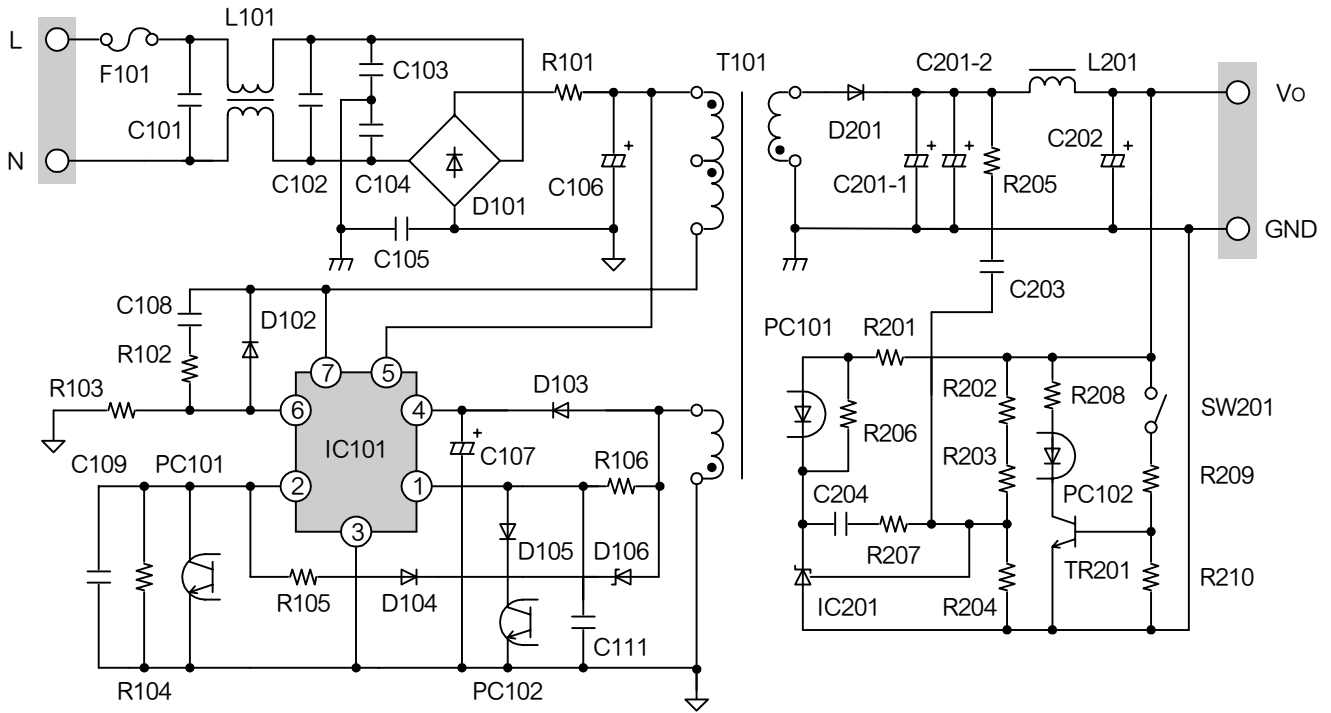 L
F101
L101
C101
N
C102
C103
C104
D101
C105
R101
C106
T101
D201
C201-1
C201-2
R205
L201
C202
Vo
GND
C203
C108
D102
R102
R103
7
5
6
4
IC101
2
1
3
D103
C107
R106
C109
PC101
D105
D106
R105
D104
C111
R104
PC102
PC101
R201
R206
R202
R203
R208
SW201
PC102
R209
C204
R207
TR201
IC201
R204
R210